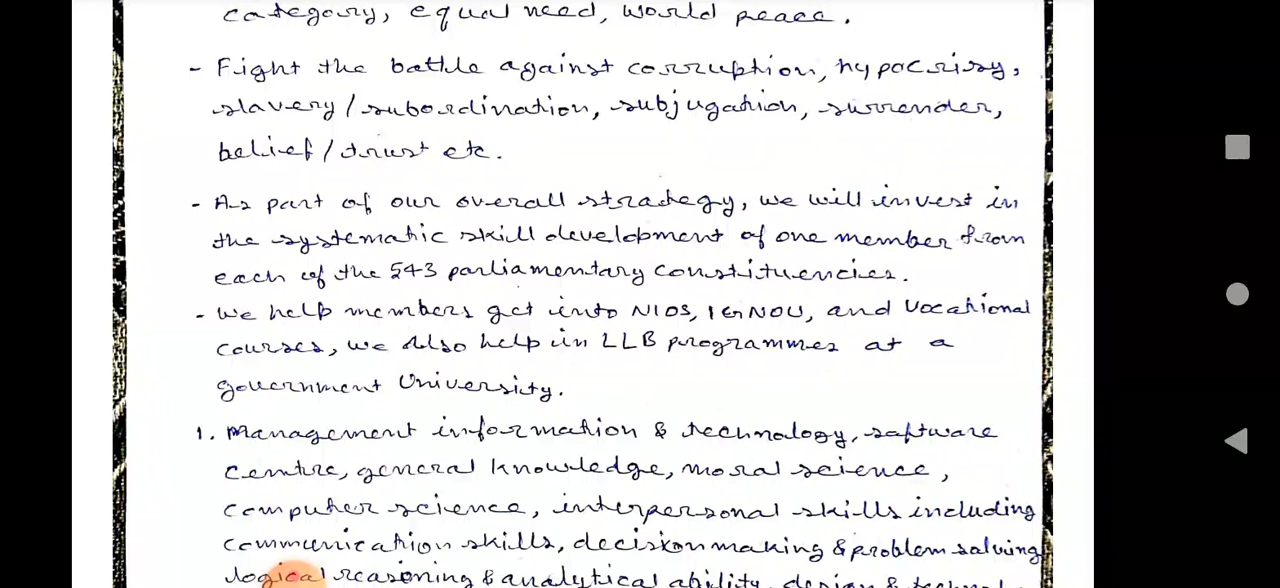 category, equal need, world peace.
- Fight the battle against corruption, hypocrisy,
slavery/subordination, subjugation, surrender,
belief/trust etc.
- As part of our overall strategy, we will invest in
the systematic skill development of one member from
each of the 543 parliamentary constituencies.
- We help members get into NIOS, IGNOU, and Vocational
courses, we also help in LLB programmes at a
government University.
1. Management information & technology, software
centre, general knowledge, moral science,
computer science, interpersonal skills including
communication skills, decision making & problem solving
logical reasoning & analytical ability, design &